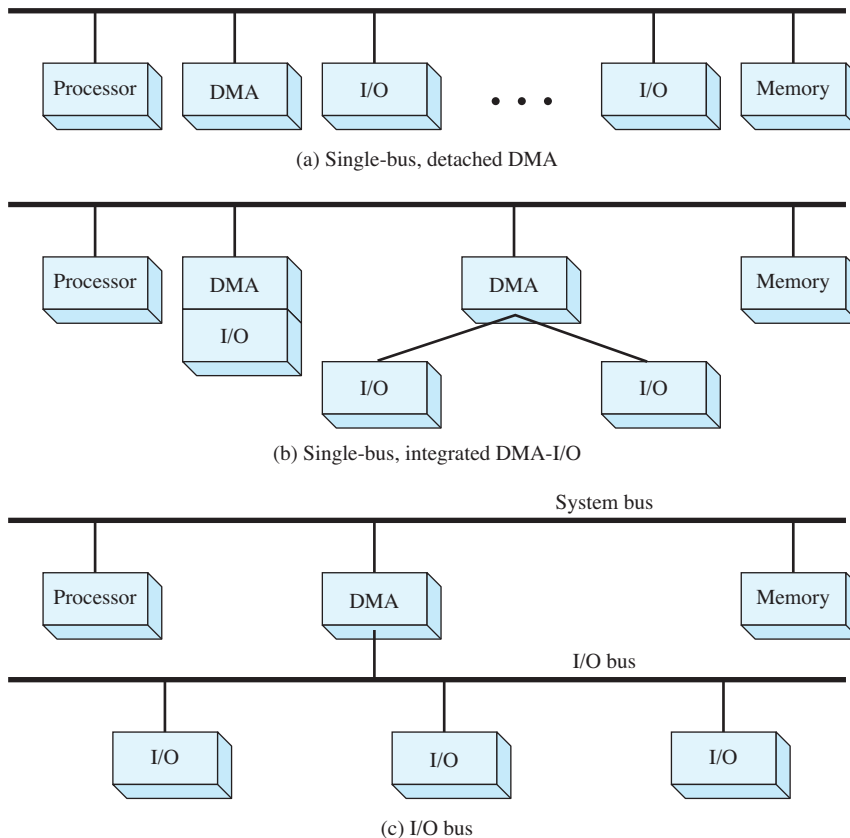 Processor
DMA
I/O
I/O
Memory
(a) Single-bus, detached DMA
Processor
DMA
DMA
Memory
I/O
I/O
I/O
(b) Single-bus, integrated DMA-I/O
System bus
Processor
DMA
Memory
I/O bus
I/O
I/O
I/O
(c) I/O bus